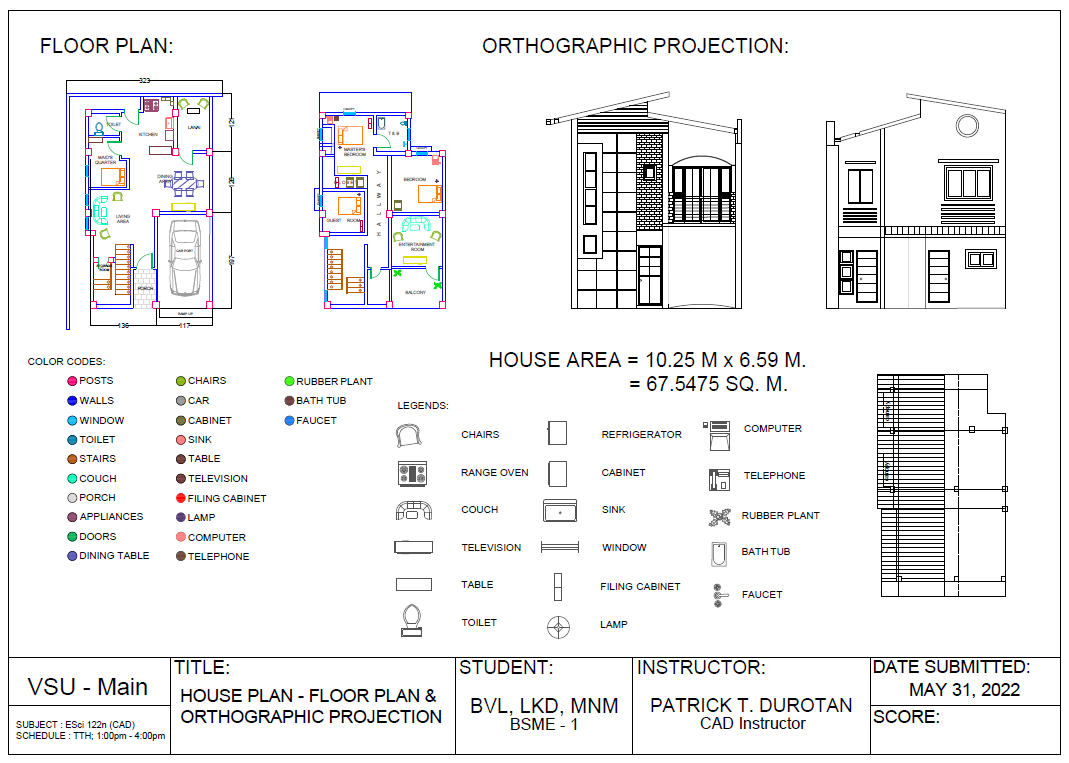 FLOOR PLAN:
ORTHOGRAPHIC PROJECTION:
323
121
126
197
136
117
TOILET
KITCHEN
LANAI
MAID'S
QUARTER
DINING
AREA
LIVING
AREA
CAR PORT
ROOM
PORCH
RAMP UP
T & B
MASTER'S
BEDROOM
BEDROOM
HALLWAY
GUEST ROOM
ENTERTAINMENT
ROOM
BALCONY
HOUSE AREA = 10.25 M x 6.59 M.
= 67.5475 SQ. M.
COLOR CODES:
POSTS
WALLS
WINDOW
TOILET
STAIRS
COUCH
PORCH
APPLIANCES
DOORS
DINING TABLE
CHAIRS
CAR
CABINET
SINK
TABLE
TELEVISION
FILING CABINET
LAMP
COMPUTER
TELEPHONE
RUBBER PLANT
BATH TUB
FAUCET
LEGENDS:
CHAIRS
RANGE OVEN
COUCH
TELEVISION
TABLE
TOILET
REFRIGERATOR
CABINET
SINK
WINDOW
FILING CABINET
LAMP
COMPUTER
TELEPHONE
RUBBER PLANT
BATH TUB
FAUCET
VSU - Main
SUBJECT : ESci 122n (CAD)
SCHEDULE : TTH; 1:00pm - 4:00pm
TITLE:
HOUSE PLAN - FLOOR PLAN &
ORTHOGRAPHIC PROJECTION
STUDENT:
BVL, LKD, MNM
BSME - 1
INSTRUCTOR:
PATRICK T. DUROTAN
CAD Instructor
DATE SUBMITTED:
MAY 31, 2022
SCORE: